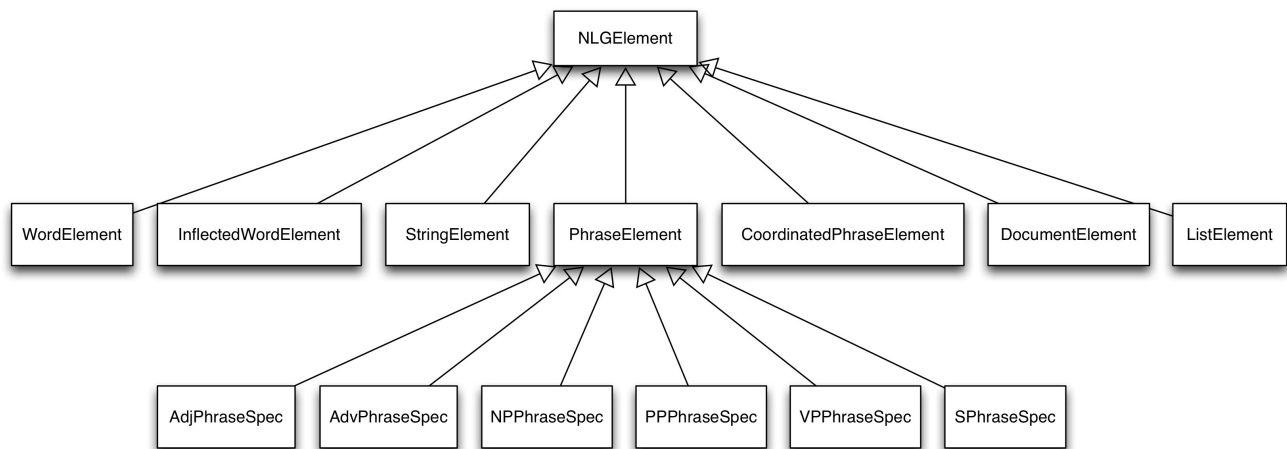 NLGElement
WordElement
InflectedWordElement
StringElement
PhraseElement
CoordinatedPhraseElement
DocumentElement
ListElement
AdjPhraseSpec
AdvPhraseSpec
NPPhraseSpec
PPPhraseSpec
VPPhraseSpec
SPhraseSpec